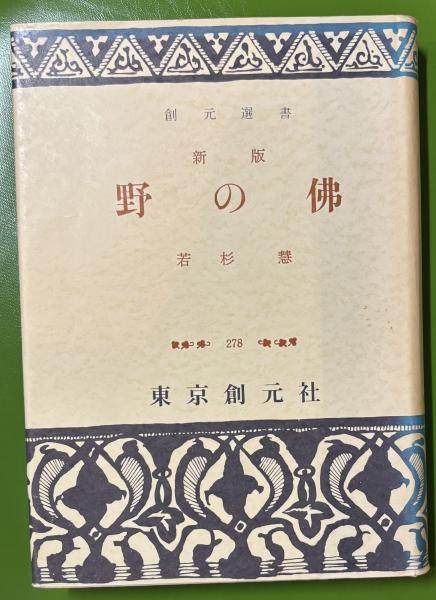 創元選書
新版
野の佛
若杉慧
278
東京創元社